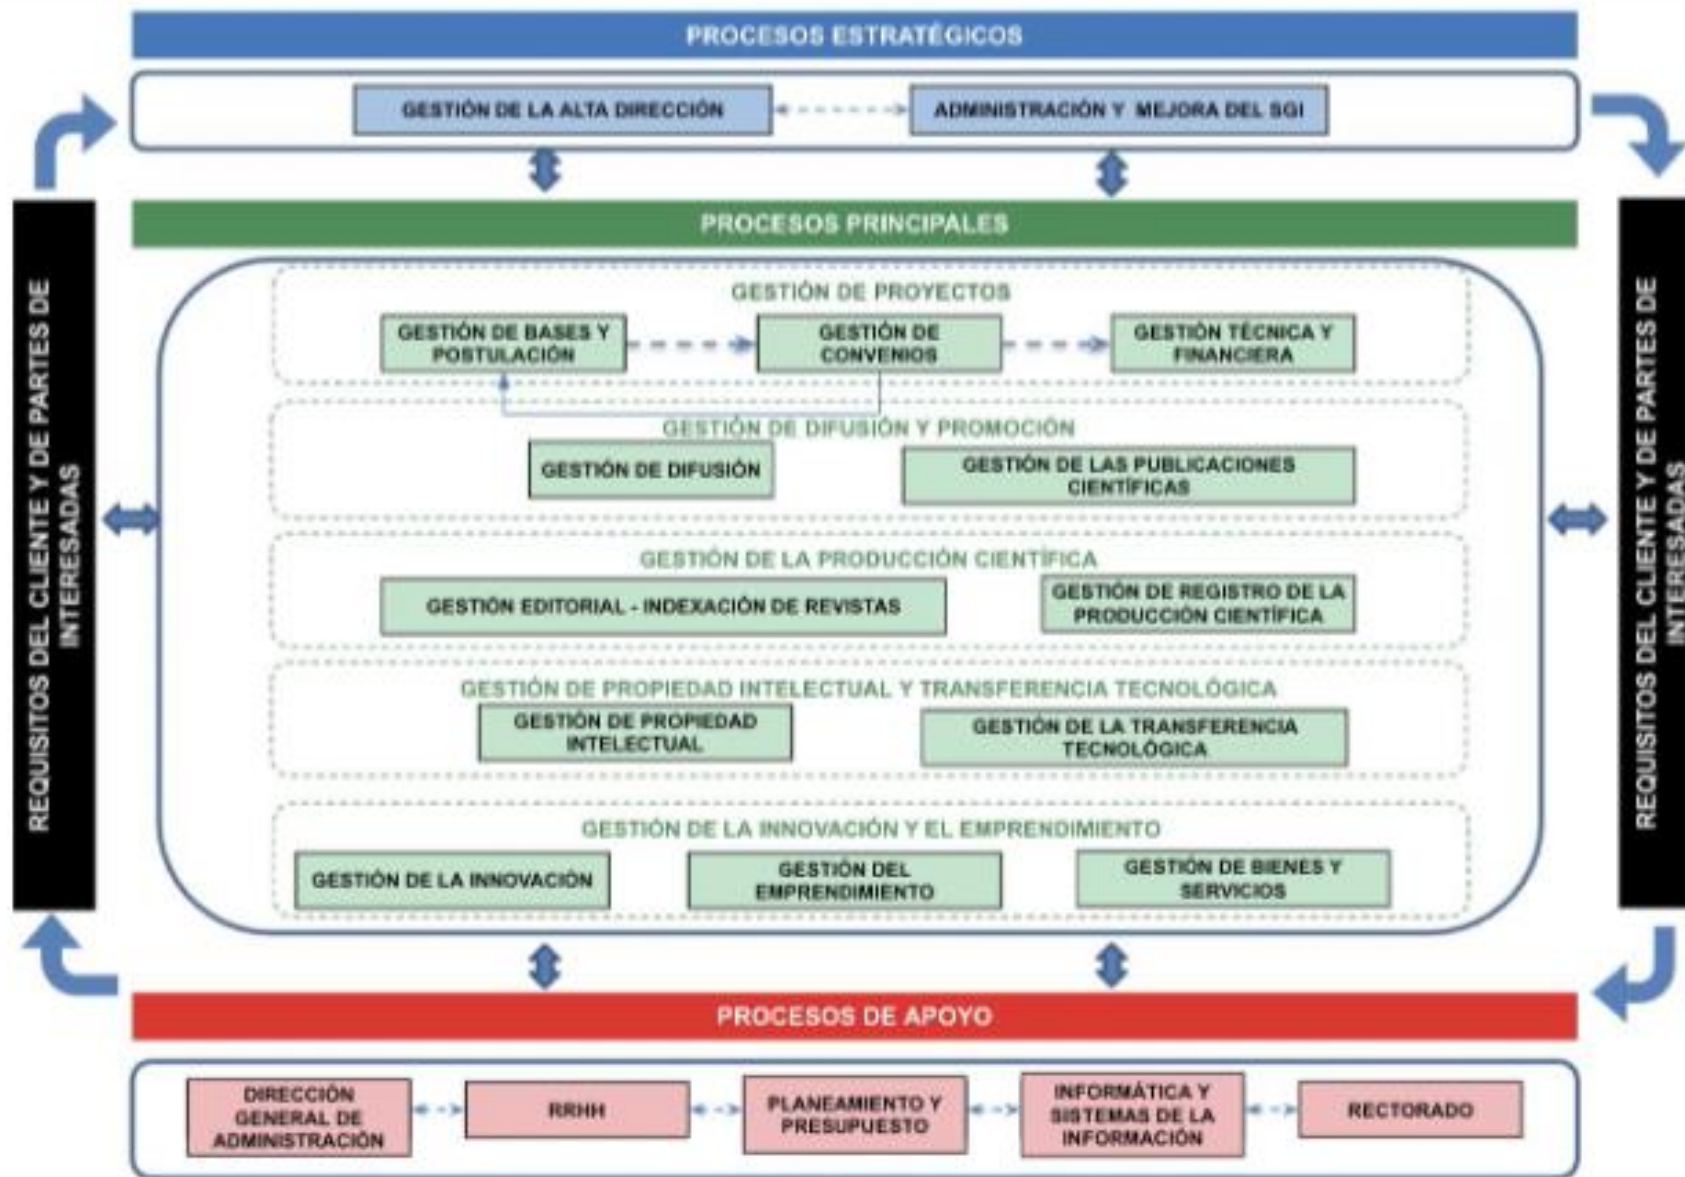 PROCESOS ESTRATÉGICOS
GESTIÓN DE LA ALTA DIRECCIÓN
ADMINISTRACIÓN Y MEJORA DEL SGI
REQUISITOS DEL CLIENTE Y DE PARTES DE
INTERESADAS
PROCESOS PRINCIPALES
GESTIÓN DE PROYECTOS
GESTIÓN DE BASES Y
POSTULACIÓN
GESTIÓN DE
CONVENIOS
GESTIÓN TÉCNICA Y
FINANCIERA
GESTIÓN DE DIFUSIÓN Y PROMOCIÓN
GESTIÓN DE DIFUSIÓN
GESTIÓN DE LAS PUBLICACIONES
CIENTÍFICAS
GESTIÓN DE LA PRODUCCIÓN CIENTÍFICA
GESTIÓN EDITORIAL - INDEXACIÓN DE REVISTAS
GESTIÓN DE REGISTRO DE LA
PRODUCCIÓN CIENTÍFICA
GESTIÓN DE PROPIEDAD INTELECTUAL Y TRANSFERENCIA TECNOLÓGICA
GESTIÓN DE PROPIEDAD
INTELECTUAL
GESTIÓN DE LA TRANSFERENCIA
TECNOLÓGICA
GESTIÓN DE LA INNOVACIÓN Y EL EMPRENDIMIENTO
GESTIÓN DE LA INNOVACIÓN
GESTIÓN DEL
EMPRENDIMIENTO
GESTIÓN DE BIENES Y
SERVICIOS
REQUISITOS DEL CLIENTE Y DE PARTES DE
INTERESADAS
PROCESOS DE APOYO
DIRECCIÓN
GENERAL DE
ADMINISTRACIÓN
RRHH
PLANEAMIENTO Y
PRESUPUESTO
INFORMÁTICA Y
SISTEMAS DE LA
INFORMACIÓN
RECTORADO